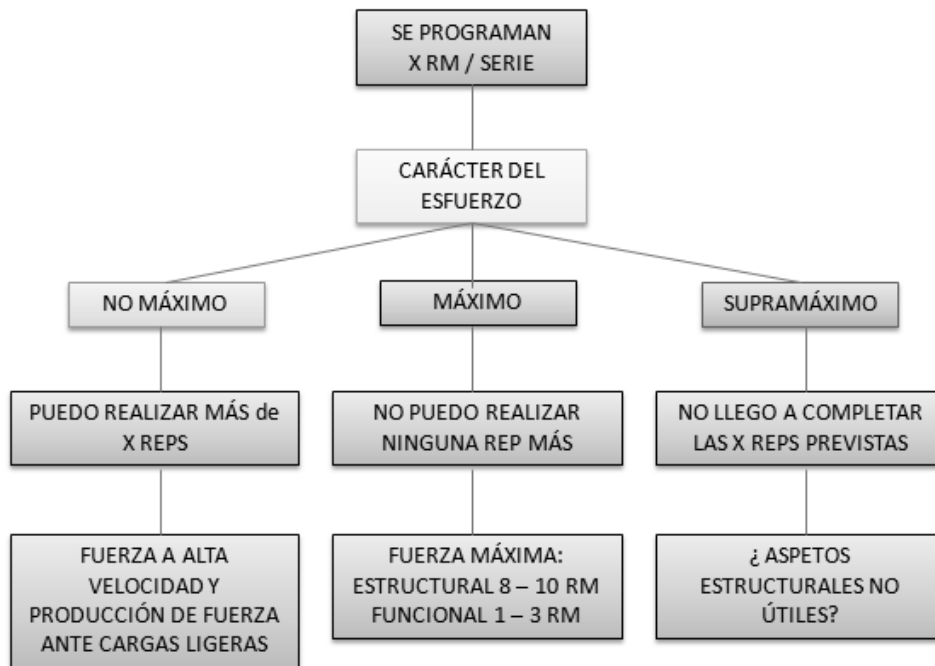 SE PROGRAMAN
X RM / SERIE
CARÁCTER DEL
ESFUERZO
NO MÁXIMO
MÁXIMO
SUPRAMÁXIMO
PUEDO REALIZAR MÁS de
X REPS
NO PUEDO REALIZAR
NINGUNA REP MÁS
NO LLEGO A COMPLETAR
LAS X REPS PREVISTAS
FUERZA A ALTA
VELOCIDAD Y
PRODUCCIÓN DE FUERZA
ANTE CARGAS LIGERAS
FUERZA MÁXIMA:
ESTRUCTURAL 8 – 10 RM
FUNCIONAL 1 – 3 RM
¿ ASPETOS
ESTRUCTURALES NO
ÚTILES?